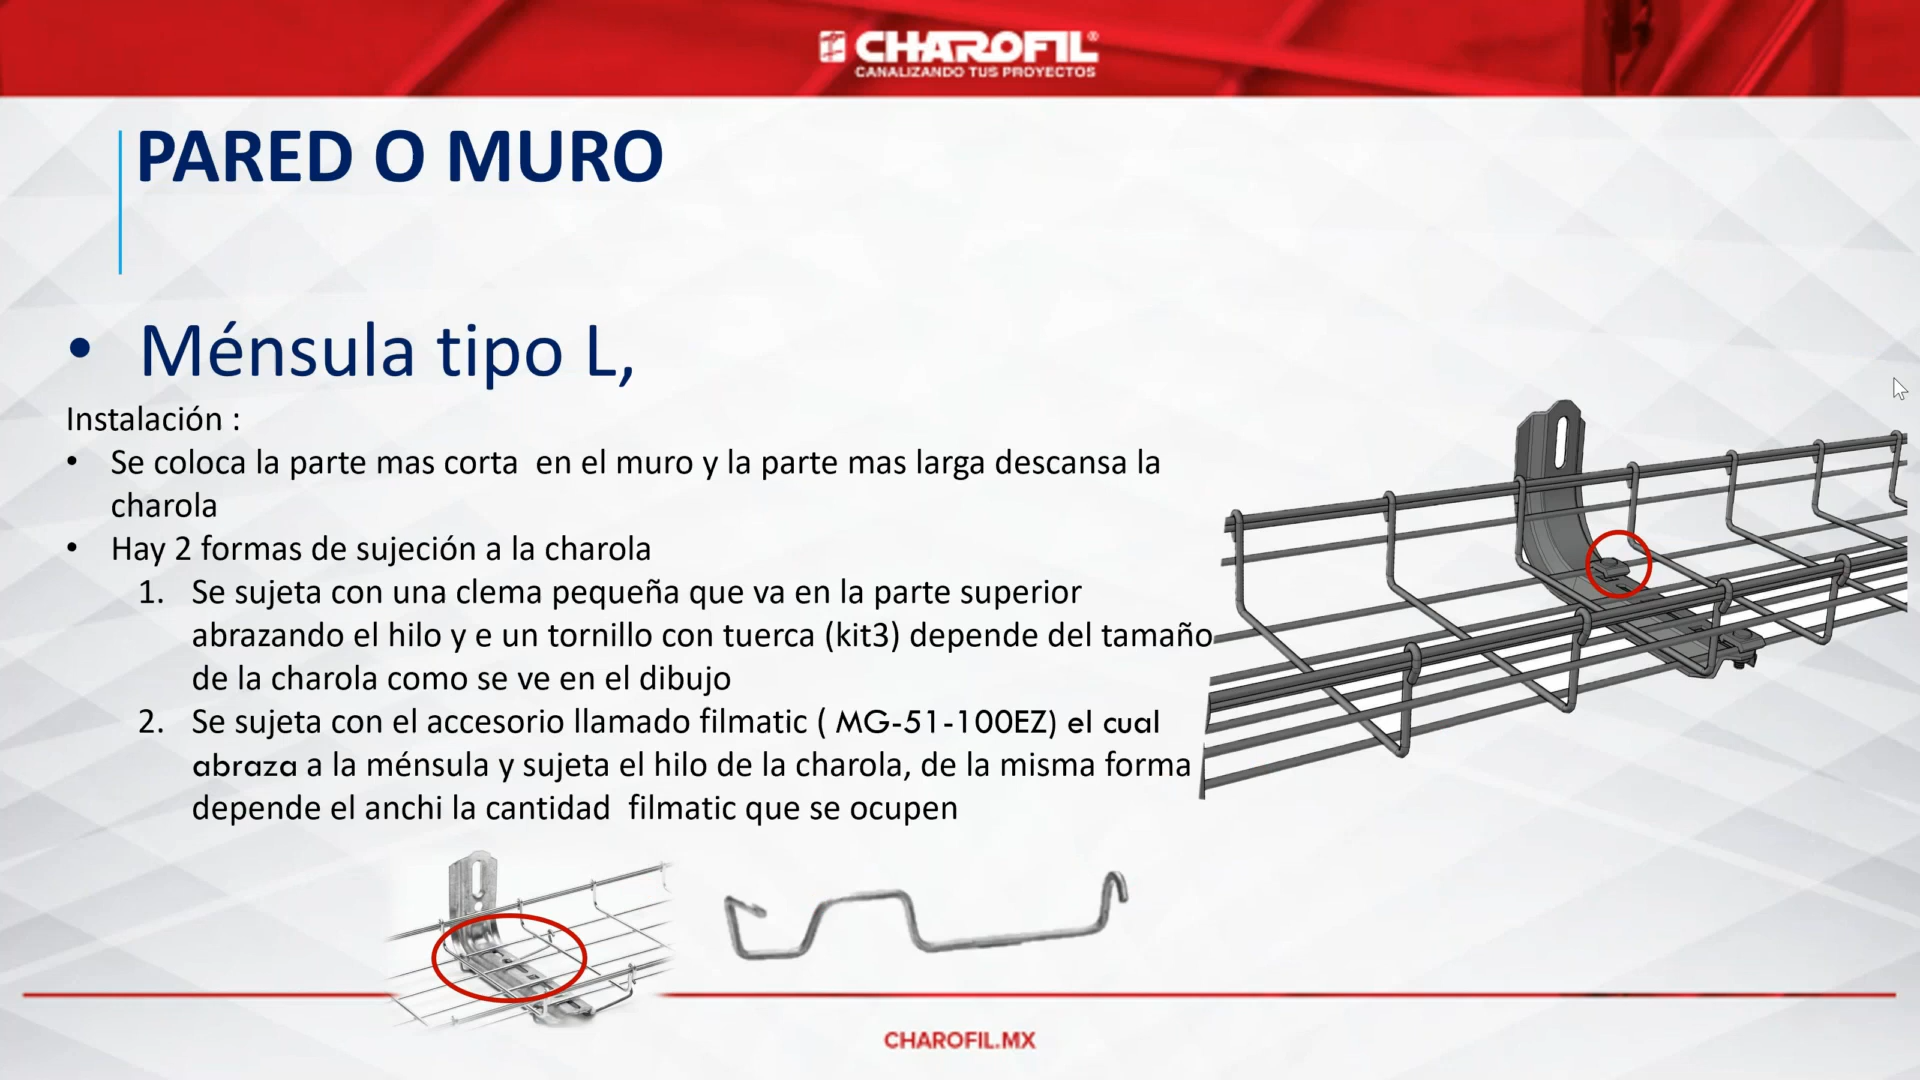 CHAROFIL®
CANALIZANDO TUS PROYECTOS
PARED O MURO
• Ménsula tipo L,
Instalación :
• Se coloca la parte mas corta en el muro y la parte mas larga descansa la
charola
• Hay 2 formas de sujeción a la charola
1. Se sujeta con una clema pequeña que va en la parte superior
abrazando el hilo y e un tornillo con tuerca (kit3) depende del tamaño
de la charola como se ve en el dibujo
2. Se sujeta con el accesorio llamado filmatic ( MG-51-100EZ) el cual
abraza a la ménsula y sujeta el hilo de la charola, de la misma forma
depende el anchi la cantidad filmatic que se ocupen
CHAROFIL.MX